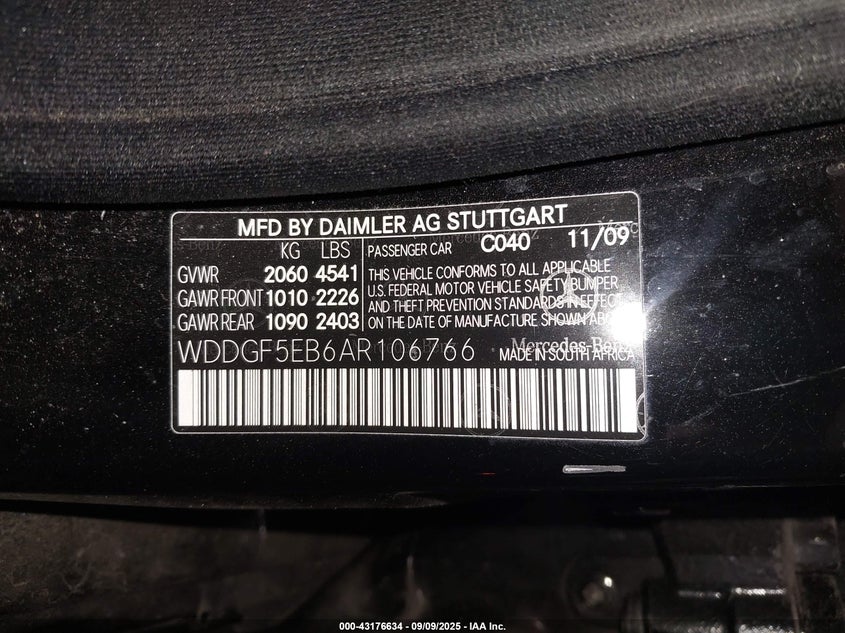 MFD BY DAIMLER AG STUTTGART
KG LBS PASSENGER CAR C040 11/09
GVWR 2060 4541 THIS VEHICLE CONFORMS TO ALL APPLICABLE
GAWR FRONT 1010 2226 U.S. FEDERAL MOTOR VEHICLE SAFETY BUMPER
AND THEFT PREVENTION STANDARDS IN EFFECT
GAWR REAR 1090 2403 ON THE DATE OF MANUFACTURE SHOWN
WDDGF5EB6AR106766 Mercedes-Benz
MADE IN SOUTH AFRICA
000-43176634 - 09/09/2025 - IAA Inc.